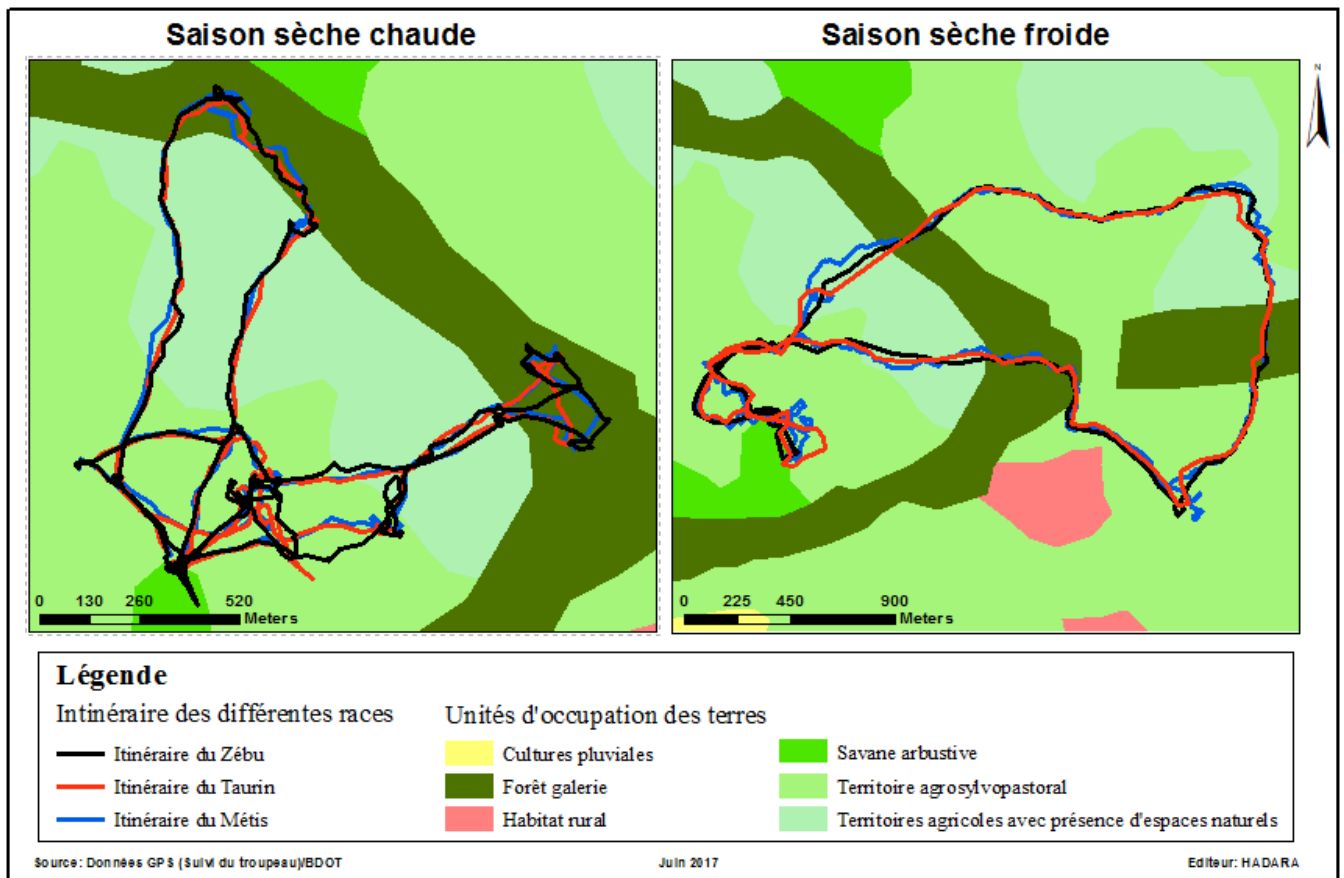 Saison sèche chaude
Saison sèche froide
N
0 130 260 520
Meters
0 225 450 900
Meters
Légende
Intinéraire des différentes races
Itinéraire du Zébu
Itinéraire du Taurin
Itinéraire du Métis
Unités d'occupation des terres
Cultures pluviales
Forêt galerie
Habitat rural
Savane arbustive
Territoire agrosylvopastoral
Territoires agricoles avec présence d'espaces naturels
Source: Données GPS (Suivi du troupeau)/BDOT
Juin 2017
Editeur: HADARA